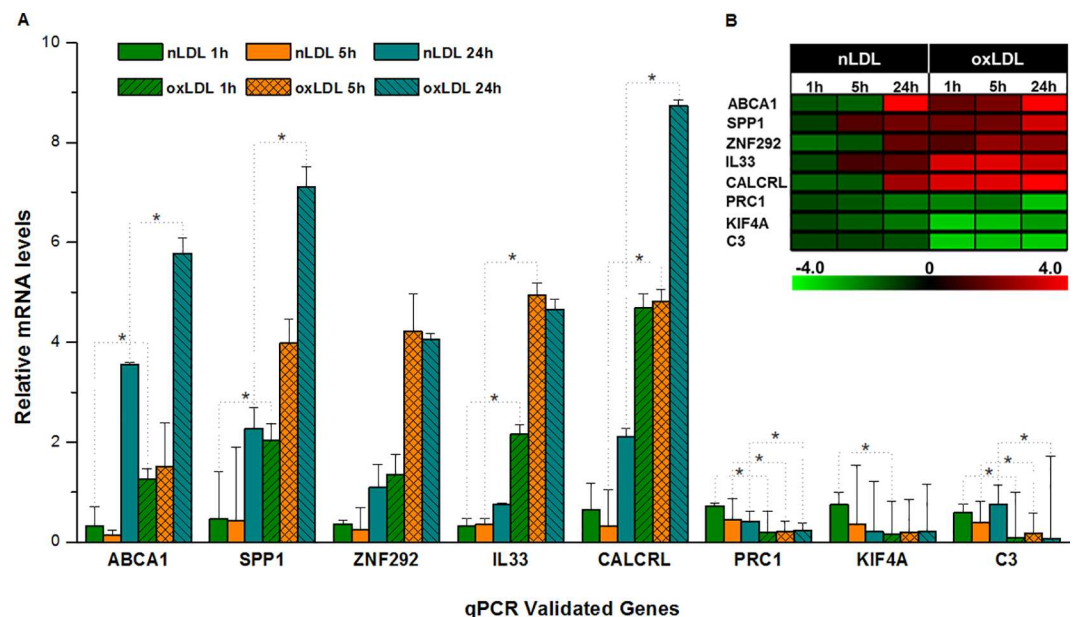 A
nLDL 1h
nLDL 5h
nLDL 24h
oxLDL 1h
oxLDL 5h
oxLDL 24h
Relative mRNA levels
10
8
6
4
2
0
* * * * * * * * * * * * * * *
ABCA1 SPP1 ZNF292 IL33 CALCRL PRC1 KIF4A C3
qPCR Validated Genes
B
nLDL oxLDL
1h 5h 24h 1h 5h 24h
ABCA1
SPP1
ZNF292
IL33
CALCRL
PRC1
KIF4A
C3
-4.0 0 4.0